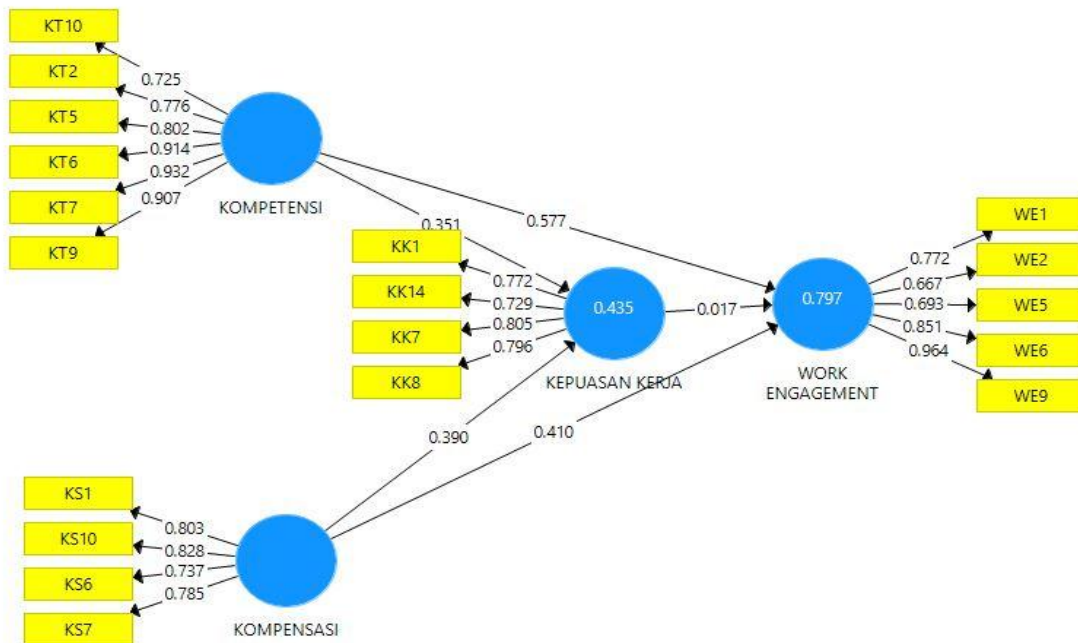 KT10
KT2
KT5
KT6
KT7
KT9
0.725
0.776
0.802
0.914
0.932
0.907
KOMPETENSI
0.351
0.577
KK1
KK14
KK7
KK8
0.772
0.729
0.805
0.796
0.435
KEPUASAN KERJA
0.017
0.797
WORK
ENGAGEMENT
0.772
0.667
0.693
0.851
0.964
WE1
WE2
WE5
WE6
WE9
0.390
0.410
KS1
KS10
KS6
KS7
0.803
0.828
0.737
0.785
KOMPENSASI